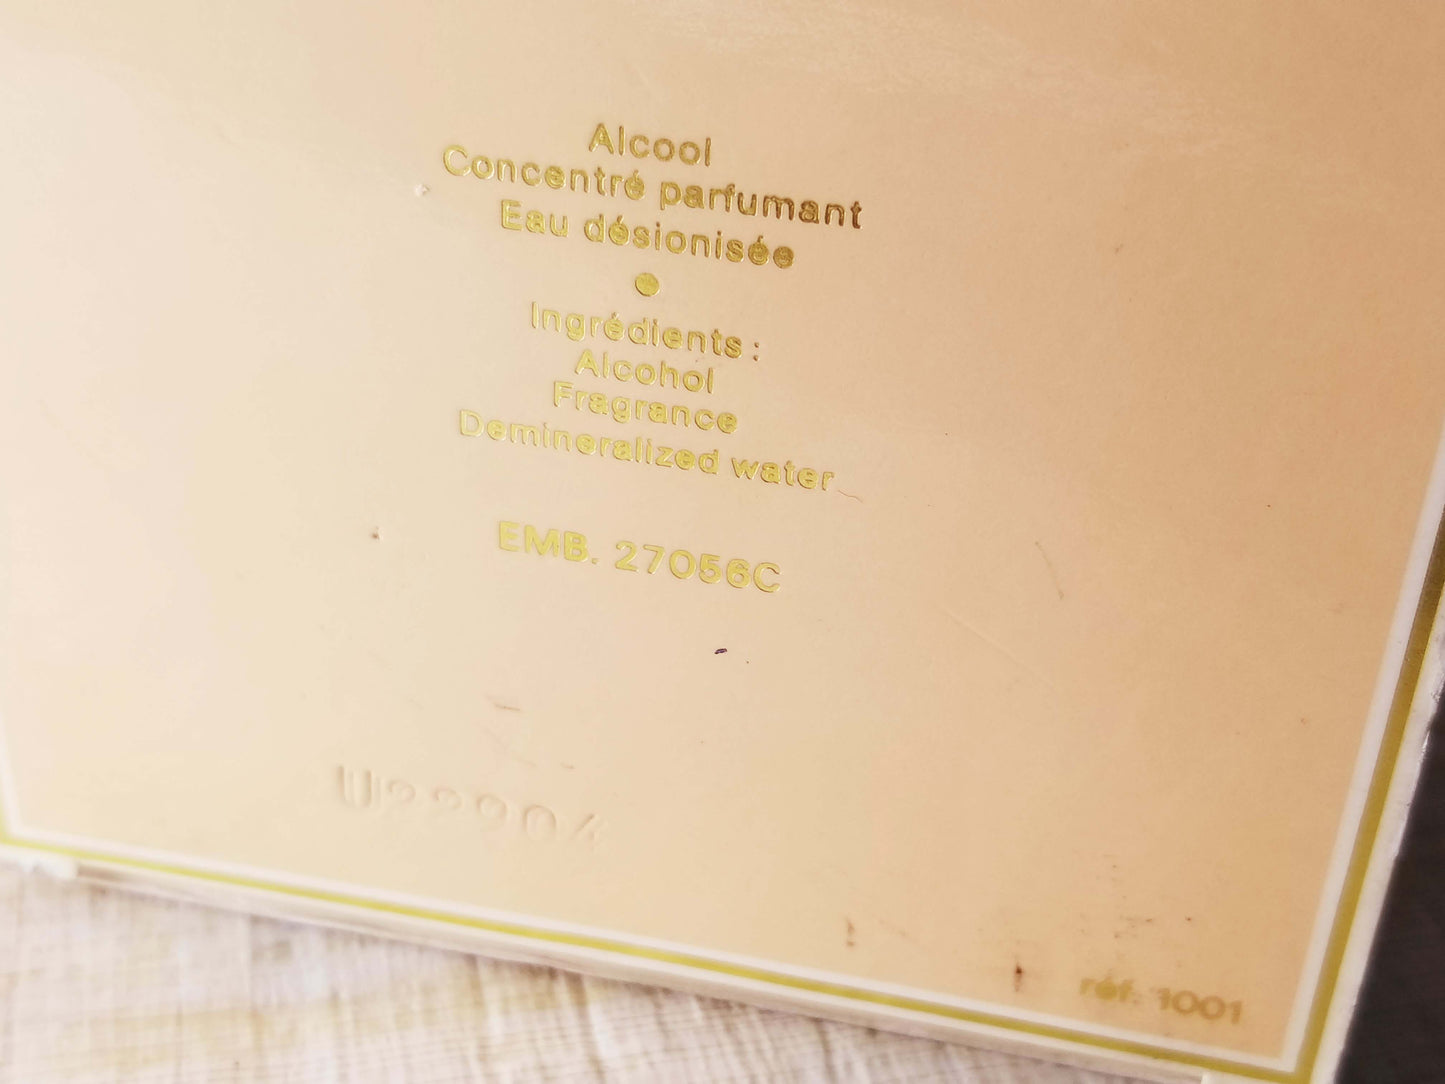 Alcool
Concentré parfumant
Eau désionisée
Ingrédients :
Alcohol
Fragrance
Demineralized water
EMB. 27056C
réf. 1001